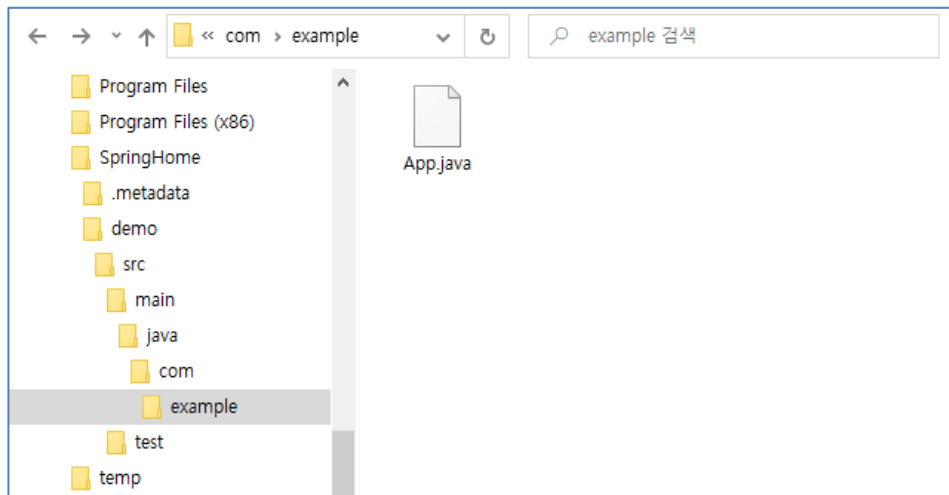 « com > example
example 검색
Program Files
Program Files (x86)
SpringHome
.metadata
demo
src
main
java
com
example
test
temp
App.java